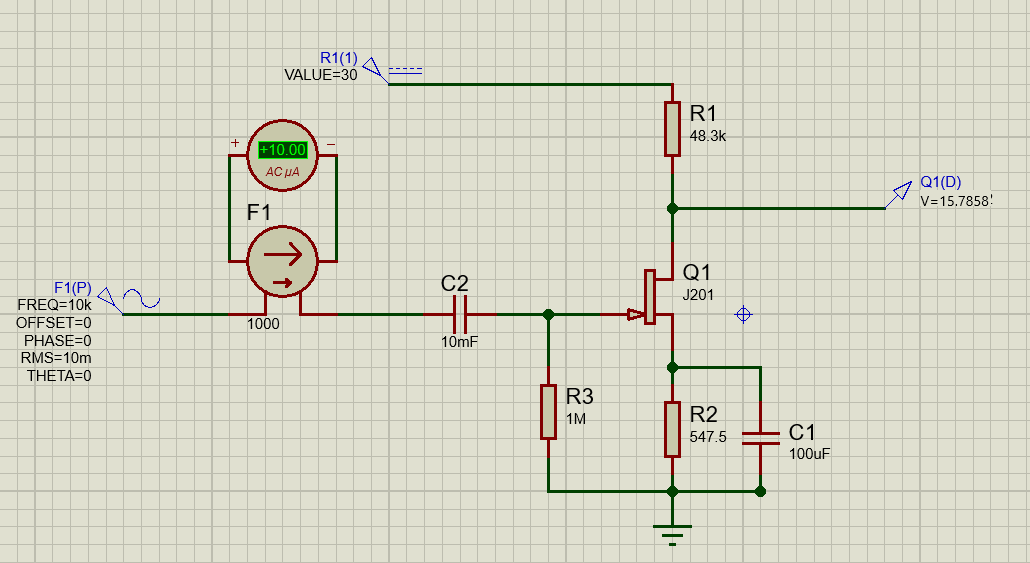 R1(1)
VALUE=30
R1
48.3k
+ +10.00 −
AC µA
Q1(D)
V=15.7858
F1
Q1
J201
F1(P)
FREQ=10k
OFFSET=0
PHASE=0
RMS=10m
THETA=0
1000
C2
10mF
R3
1M
R2
547.5
C1
100uF